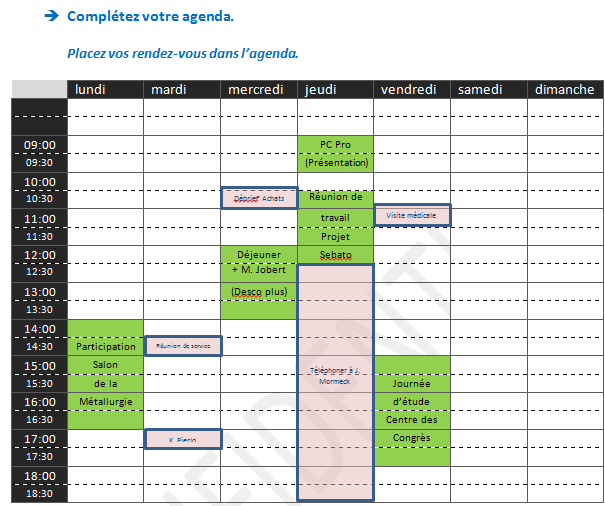 ➔ Complétez votre agenda.
Placez vos rendez-vous dans l’agenda.
lundi mardi mercredi jeudi vendredi samedi dimanche
09:00 PC Pro
09:30 (Présentation)
10:00
10:30 Débrief Achats Réunion de
11:00 travail Visite médicale
11:30 Projet
12:00 Déjeuner Sebato
12:30 + M. Jobert
13:00 (Desco plus)
13:30
14:00
14:30 Participation Réunion de service
15:00 Salon Téléphoner à J.
15:30 de la Mormeck Journée
16:00 Métallurgie d’étude
16:30 Centre des
17:00 K. Pierin Congrès
17:30
18:00
18:30